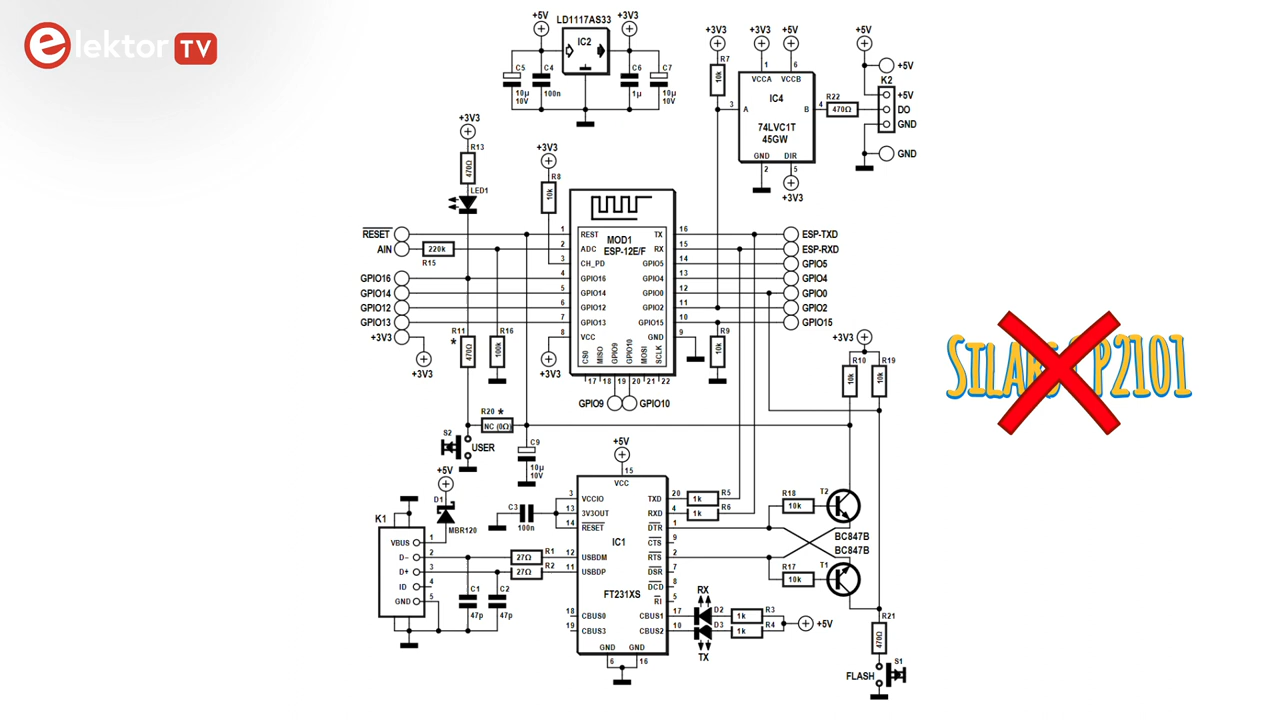 elektor TV
LD1117AS33
+5V
+3V3
IC2
C5
C4
C6
C7
10µ
10V
100n
1µ
10µ
10V
+3V3
+3V3
+5V
+5V
R7
10k
1
6
VCCA
VCCB
IC4
3
A
B
4
74LVC1T
45GW
GND
DIR
2
5
+3V3
R22
470Ω
+5V
K2
+5V
DO
GND
GND
+3V3
R13
470Ω
LED1
+3V3
R8
10k
RESET
AIN
220k
R15
GPIO16
GPIO14
GPIO12
GPIO13
+3V3
+3V3
R11
*
470Ω
R16
100k
+3V3
MOD1
ESP-12E/F
1
REST
TX
16
2
ADC
RX
15
3
CH_PD
GPIO5
14
4
GPIO16
GPIO4
13
5
GPIO14
GPIO0
12
6
GPIO12
GPIO2
11
7
GPIO13
GPIO15
10
8
VCC
GND
9
CS0
MISO
GPIO9
GPIO10
MOSI
SCLK
17
18
19
20
21
22
GPIO9
GPIO10
ESP-TXD
ESP-RXD
GPIO5
GPIO4
GPIO0
GPIO2
GPIO15
R9
10k
+3V3
R10
R19
10k
10k
R20 *
NC (0Ω)
S2
USER
+5V
D1
MBR120
C9
10µ
10V
K1
VBUS
1
D−
2
D+
3
ID
4
GND
5
C1
47p
C2
47p
R1
27Ω
27Ω
R2
C3
100n
+5V
15
VCC
3
VCCIO
TXD
20
13
3V3OUT
RXD
4
14
RESET
DTR
1
IC1
CTS
9
12
USBDM
RTS
2
11
USBDP
DSR
7
DCD
8
FT231XS
RI
5
18
CBUS0
CBUS1
17
19
CBUS3
CBUS2
10
GND
GND
6
16
R5
1k
R6
1k
R18
10k
T2
BC847B
BC847B
T1
R17
10k
RX
D2
D3
TX
R3
1k
R4
1k
+5V
R21
470Ω
S1
FLASH